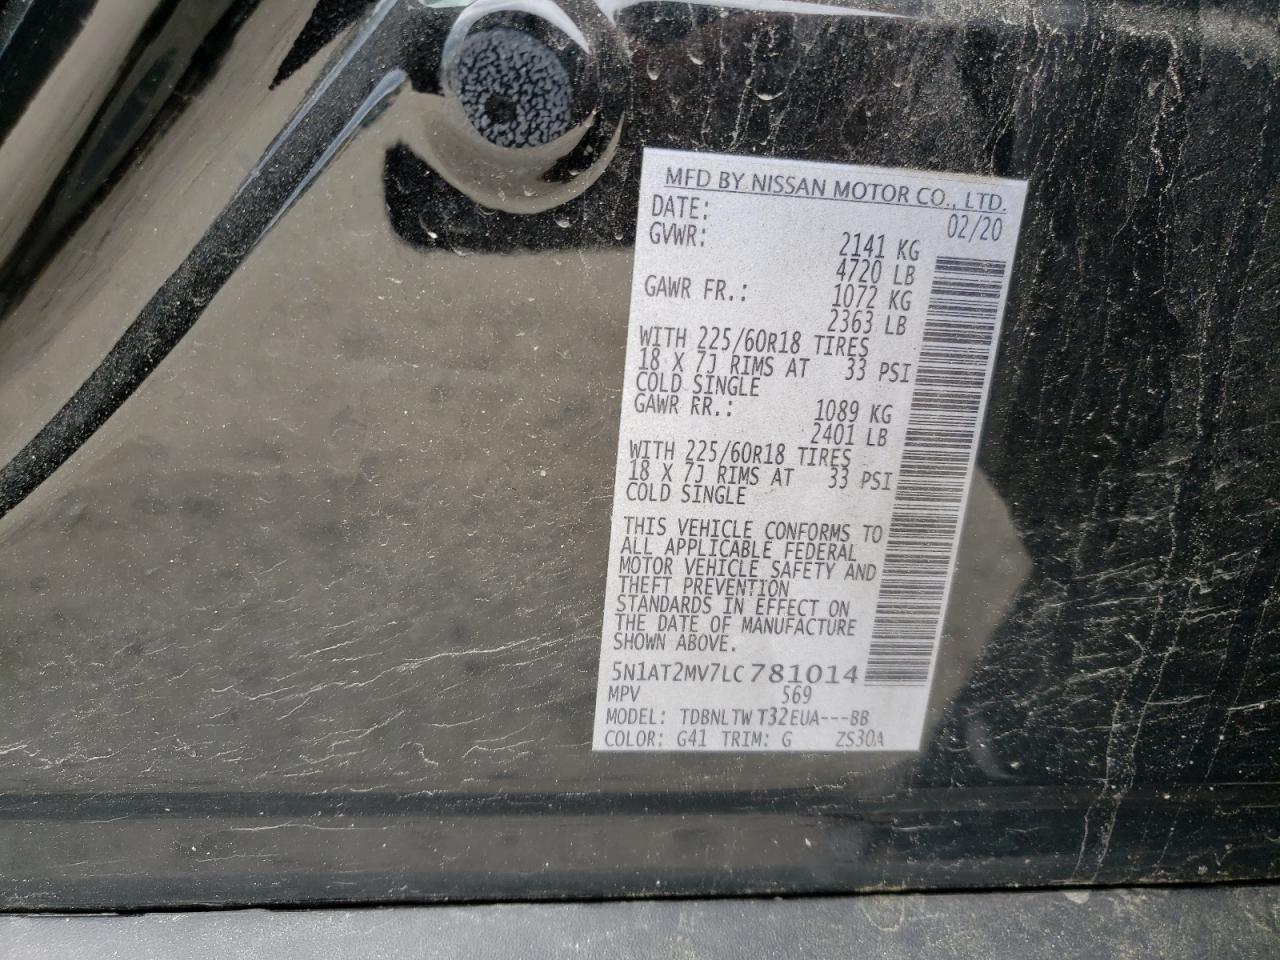 MFD BY NISSAN MOTOR CO., LTD.
DATE: 02/20
GVWR: 2141 KG
4720 LB
GAWR FR.: 1072 KG
2363 LB
WITH 225/60R18 TIRES
18 X 7J RIMS AT 33 PSI
COLD SINGLE
GAWR RR.: 1089 KG
2401 LB
WITH 225/60R18 TIRES
18 X 7J RIMS AT 33 PSI
COLD SINGLE
THIS VEHICLE CONFORMS TO
ALL APPLICABLE FEDERAL
MOTOR VEHICLE SAFETY AND
THEFT PREVENTION
STANDARDS IN EFFECT ON
THE DATE OF MANUFACTURE
SHOWN ABOVE.
5N1AT2MV7LC781014
MPV 569
MODEL: TDBNLTW T32EUA---BB
COLOR: G41 TRIM: G ZS30A